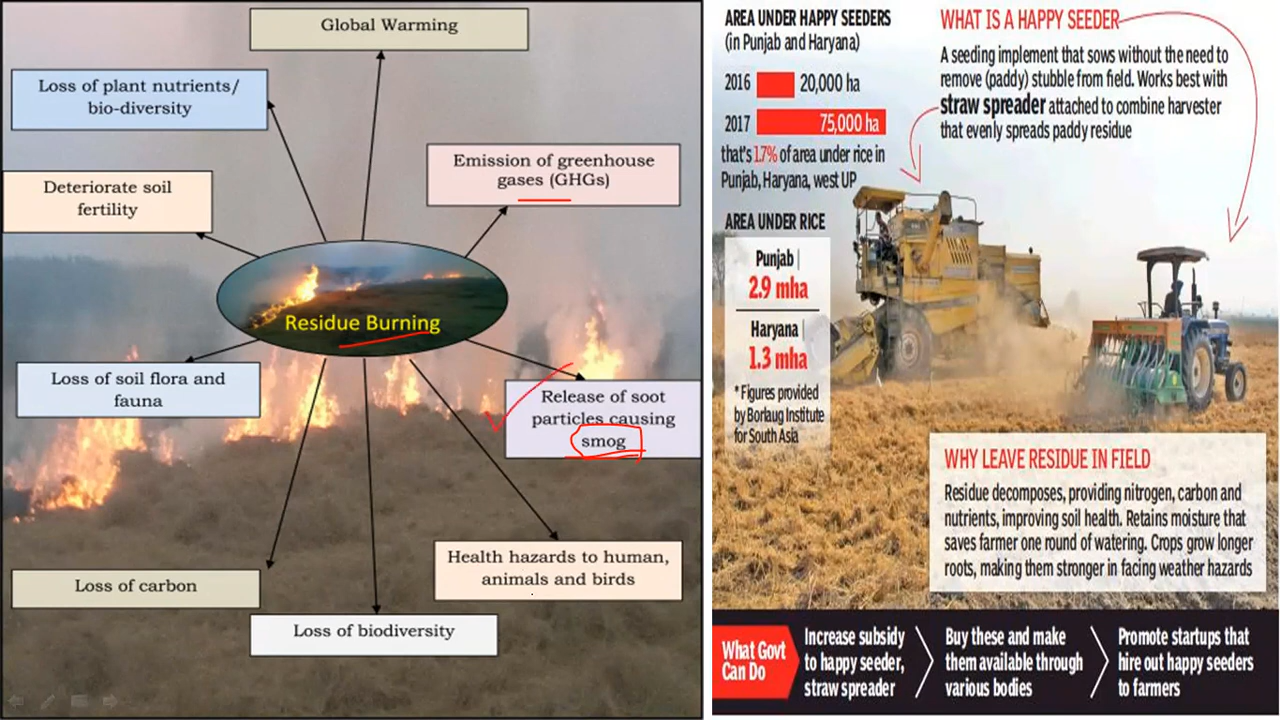 Global Warming
Loss of plant nutrients/
bio-diversity
Emission of greenhouse
gases (GHGs)
Deteriorate soil
fertility
Residue Burning
Loss of soil flora and
fauna
Release of soot
particles causing
smog
Health hazards to human,
animals and birds
Loss of carbon
Loss of biodiversity
AREA UNDER HAPPY SEEDERS
(in Punjab and Haryana)
2016 20,000 ha
2017 75,000 ha
that's 1.7% of area under rice in
Punjab, Haryana, west UP
AREA UNDER RICE
Punjab
2.9 mha
Haryana
1.3 mha
* Figures provided
by Borlaug Institute
for South Asia
WHAT IS A HAPPY SEEDER
A seeding implement that sows without the need to
remove (paddy) stubble from field. Works best with
straw spreader attached to combine harvester
that evenly spreads paddy residue
WHY LEAVE RESIDUE IN FIELD
Residue decomposes, providing nitrogen, carbon and
nutrients, improving soil health. Retains moisture that
saves farmer one round of watering. Crops grow longer
roots, making them stronger in facing weather hazards
What Govt
Can Do
Increase subsidy
to happy seeder,
straw spreader
Buy these and make
them available through
various bodies
Promote startups that
hire out happy seeders
to farmers